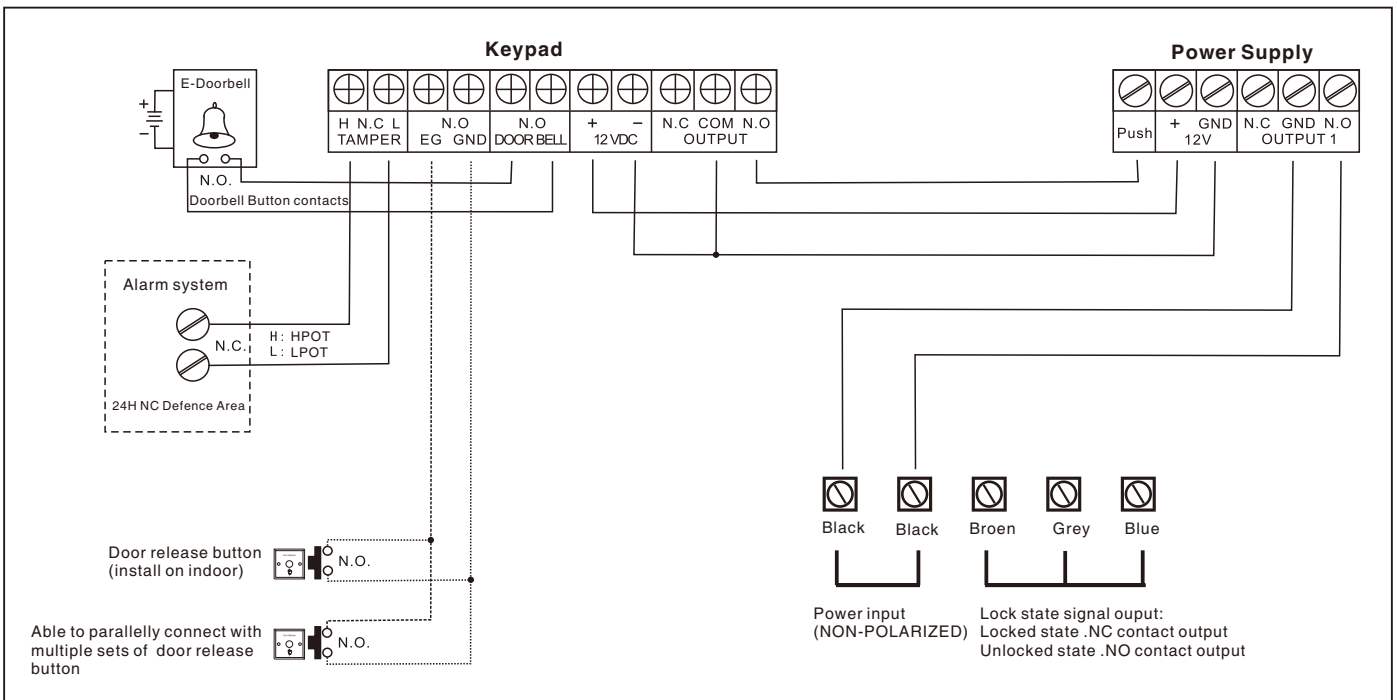 Keypad
Power Supply
E-Doorbell
+
−
N.O.
Doorbell Button contacts
H N.C L
TAMPER
N.O
EG GND
N.O
DOOR BELL
+ −
12 VDC
N.C COM N.O
OUTPUT
Push
+ GND
12V
N.C GND N.O
OUTPUT 1
Alarm system
N.C.
H : HPOT
L : LPOT
24H NC Defence Area
Door release button
(install on indoor)
N.O.
Able to parallelly connect with
multiple sets of door release
button
N.O.
Black
Black
Broen
Grey
Blue
Power input
(NON-POLARIZED)
Lock state signal ouput:
Locked state .NC contact output
Unlocked state .NO contact output